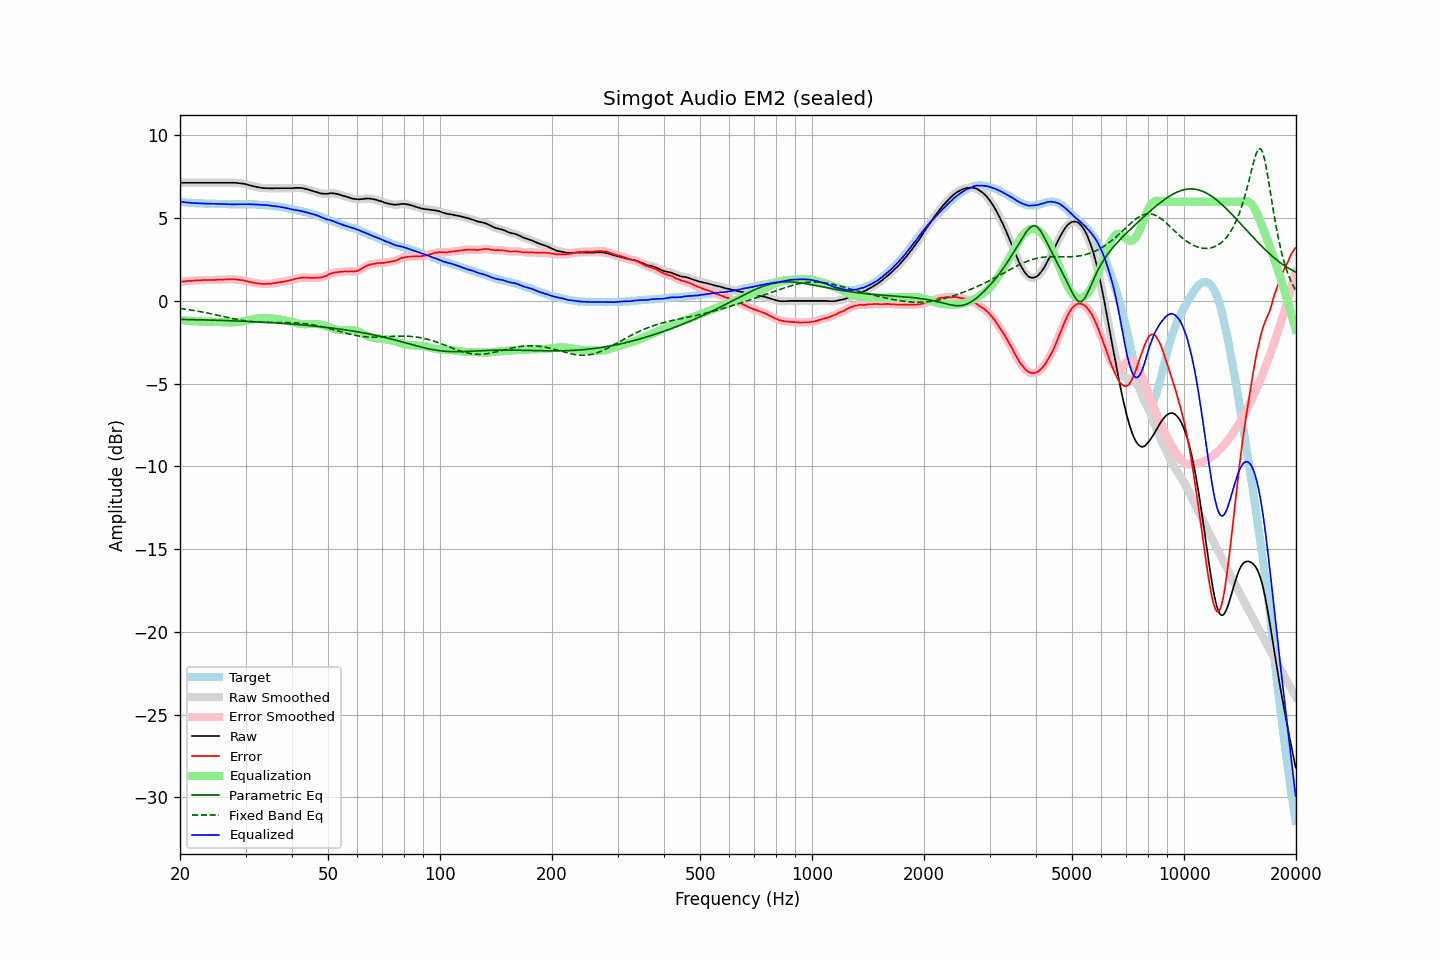 Simgot Audio EM2 (sealed)
10
5
0
−5
−10
−15
−20
−25
−30
Amplitude (dBr)
Target
Raw Smoothed
Error Smoothed
Raw
Error
Equalization
Parametric Eq
Fixed Band Eq
Equalized
20 50 100 200 500 1000 2000 5000 10000 20000
Frequency (Hz)